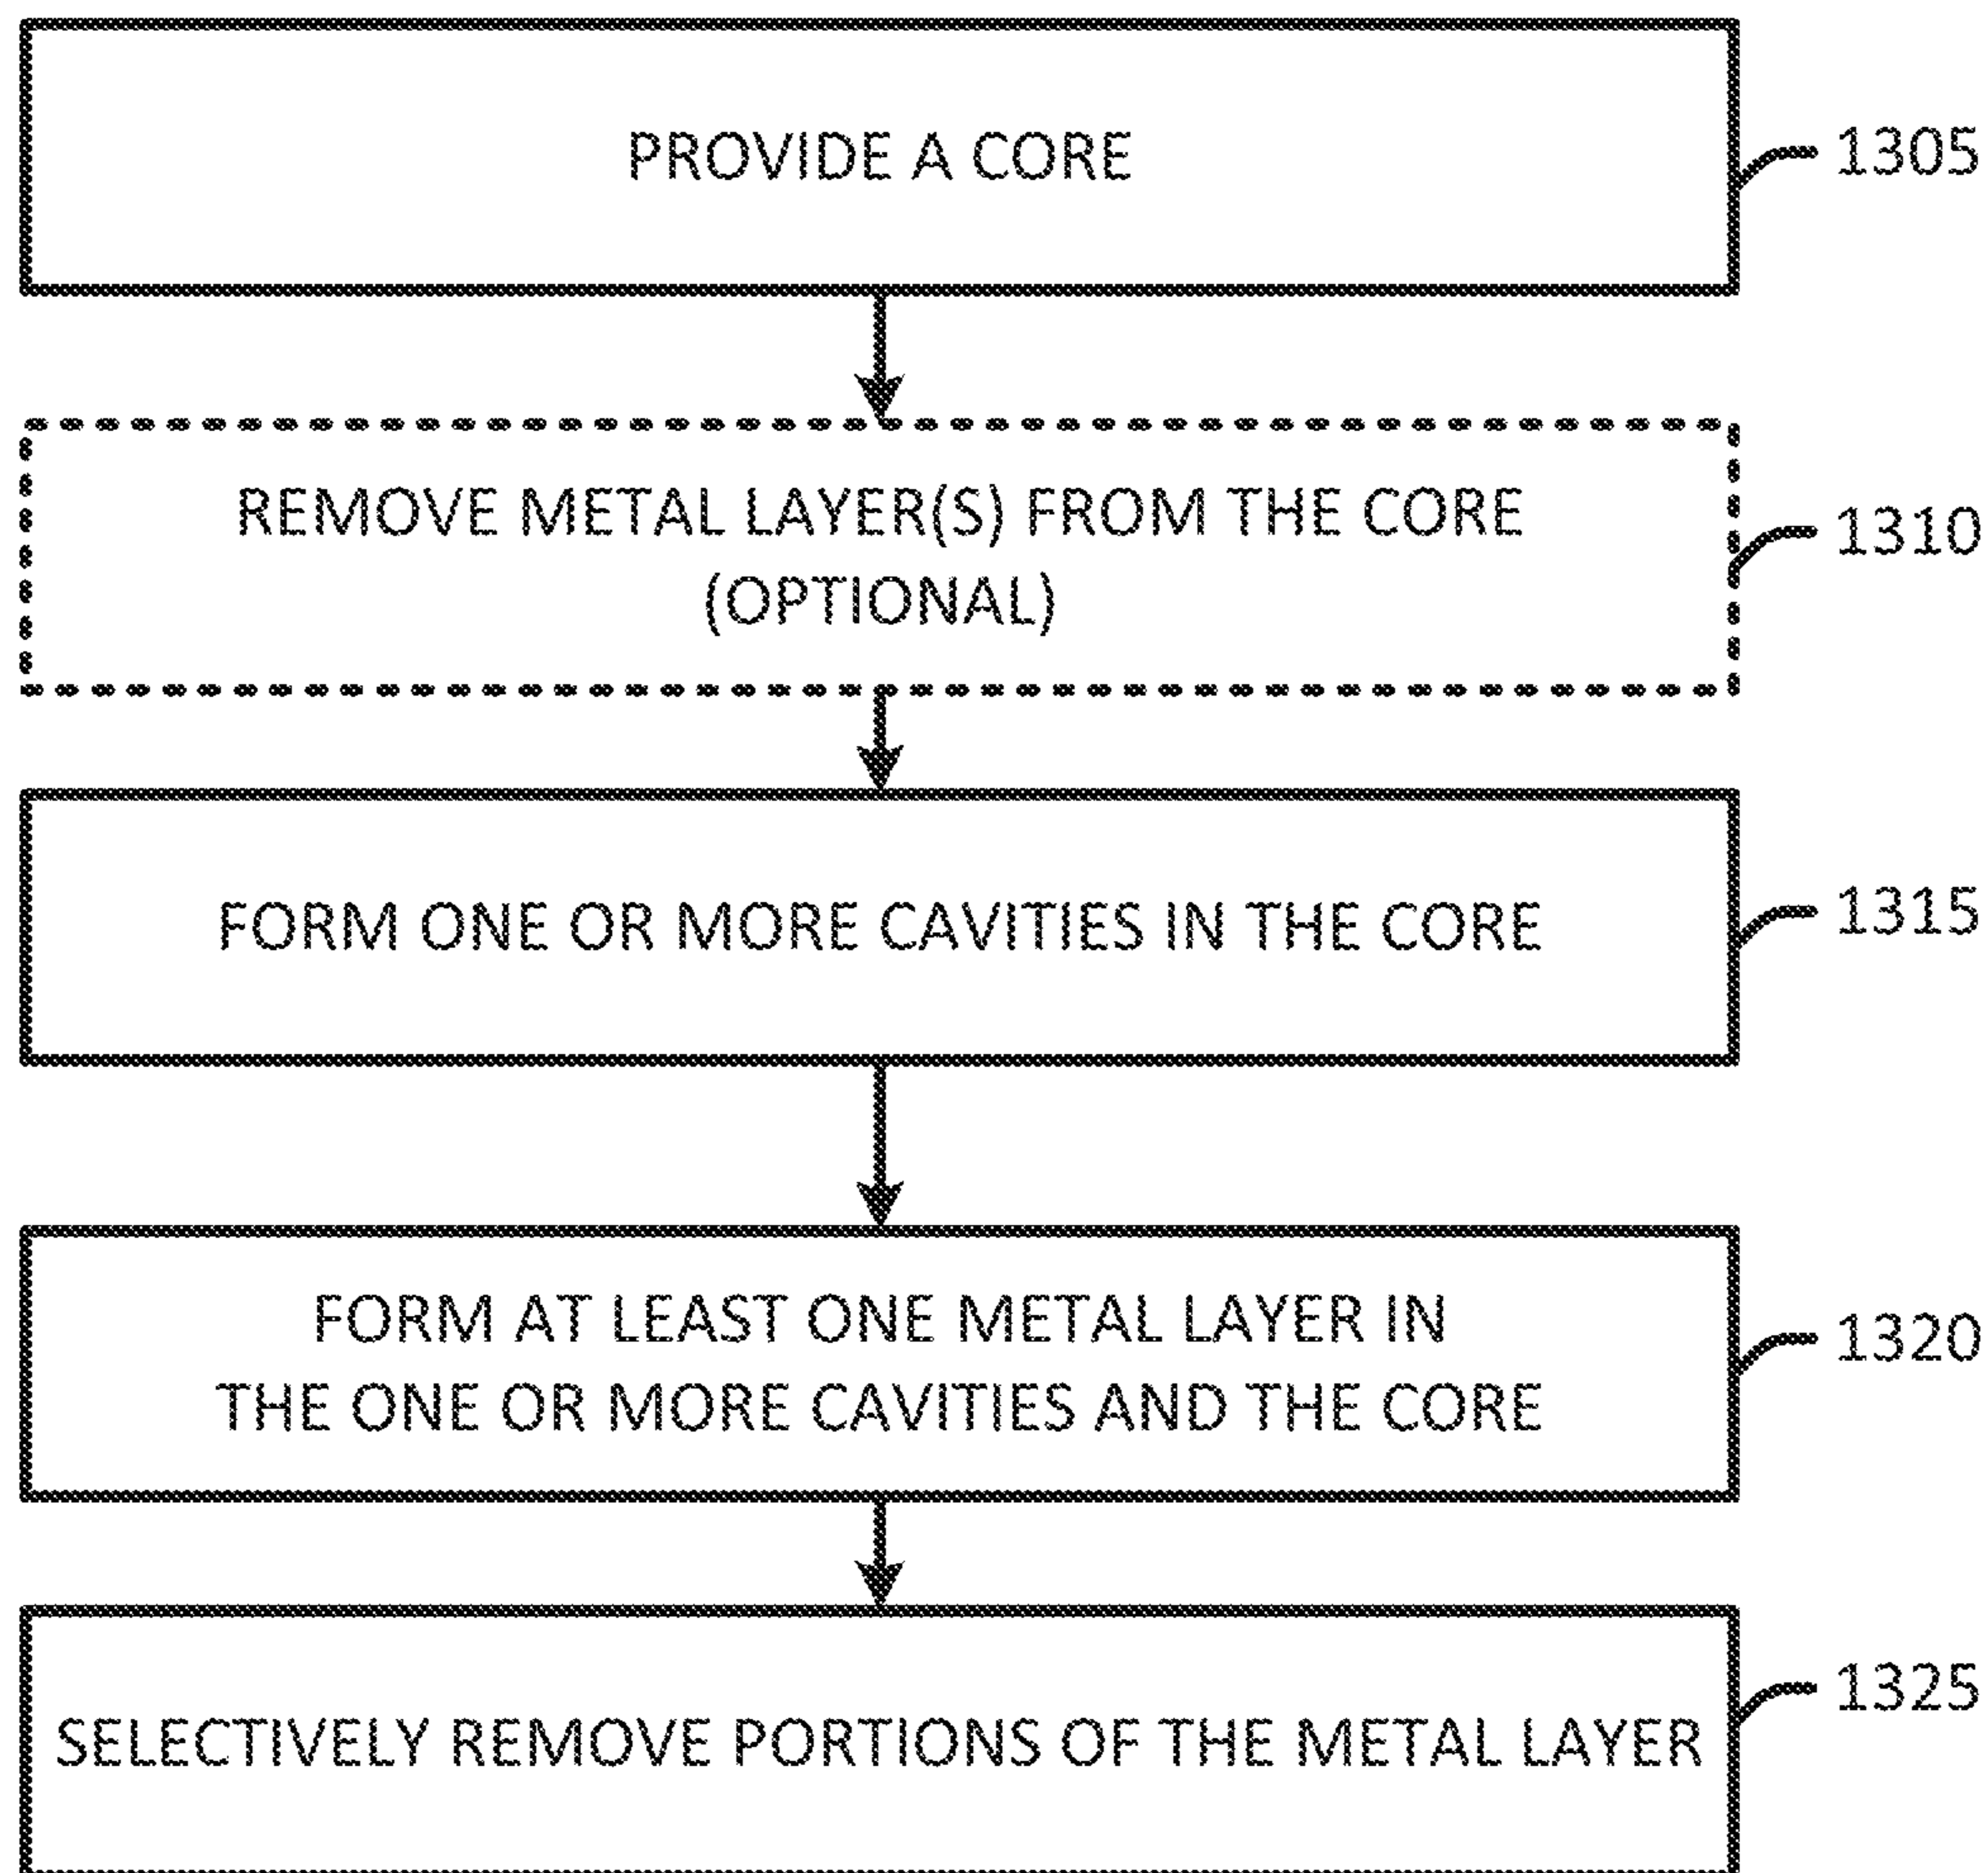 PROVIDE A CORE
1305
REMOVE METAL LAYER(S) FROM THE CORE
(OPTIONAL)
1310
FORM ONE OR MORE CAVITIES IN THE CORE
1315
FORM AT LEAST ONE METAL LAYER IN
THE ONE OR MORE CAVITIES AND THE CORE
1320
SELECTIVELY REMOVE PORTIONS OF THE METAL LAYER
1325